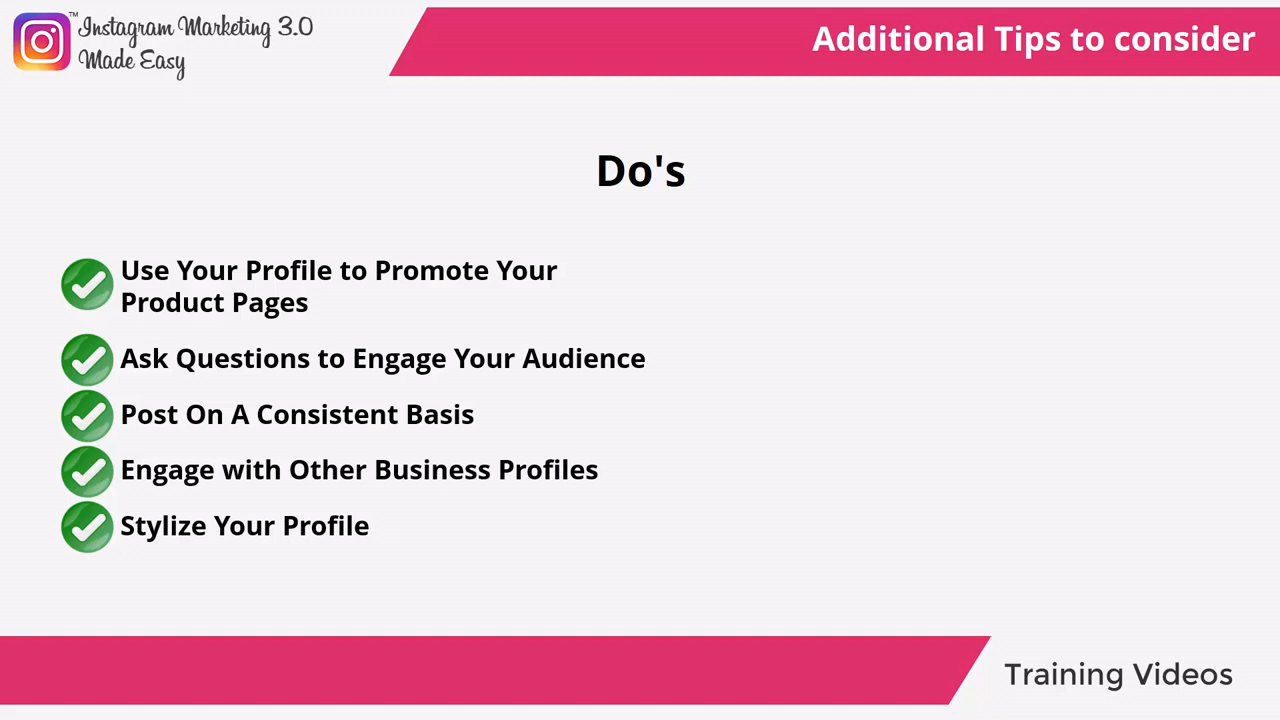 ™
Instagram Marketing 3.0
Made Easy
Additional Tips to consider
Do's
Use Your Profile to Promote Your
Product Pages
Ask Questions to Engage Your Audience
Post On A Consistent Basis
Engage with Other Business Profiles
Stylize Your Profile
Training Videos